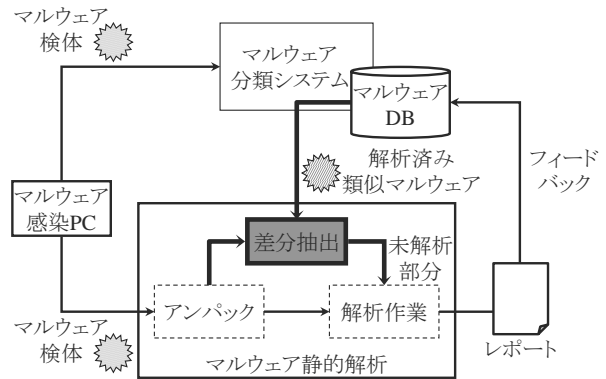 マルウェア
検体
マルウェア
分類システム
マルウェア
DB
解析済み
類似マルウェア
フィード
バック
マルウェア
感染PC
差分抽出
未解析
部分
アンパック
解析作業
マルウェア
検体
マルウェア静的解析
レポート